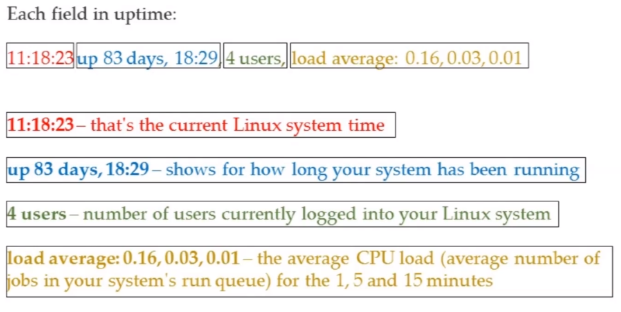 Each field in uptime:
11:18:23 up 83 days, 18:29, 4 users, load average: 0.16, 0.03, 0.01
11:18:23 – that's the current Linux system time
up 83 days, 18:29 – shows for how long your system has been running
4 users – number of users currently logged into your Linux system
load average: 0.16, 0.03, 0.01 – the average CPU load (average number of
jobs in your system's run queue) for the 1, 5 and 15 minutes